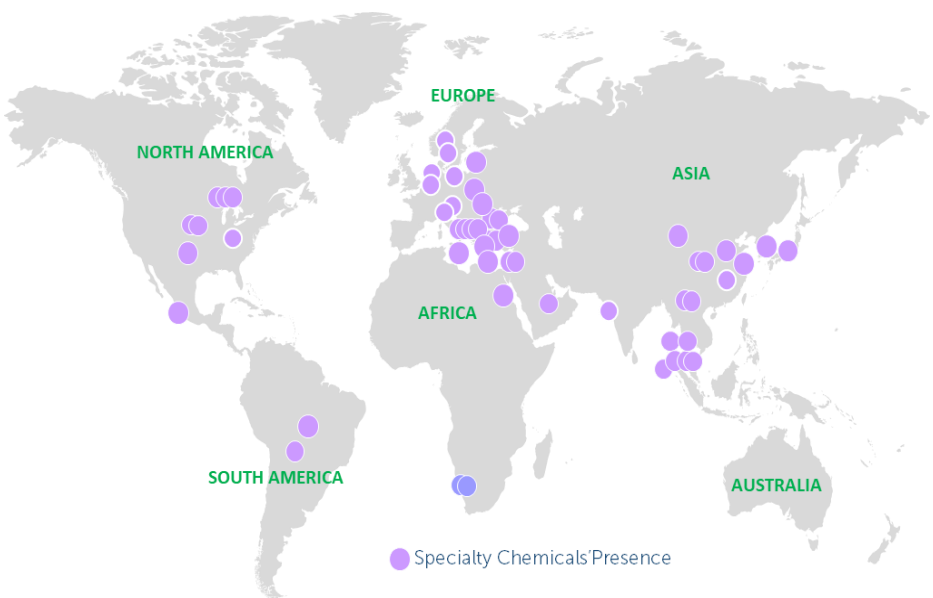 EUROPE
NORTH AMERICA
ASIA
AFRICA
SOUTH AMERICA
AUSTRALIA
Specialty Chemicals'Presence